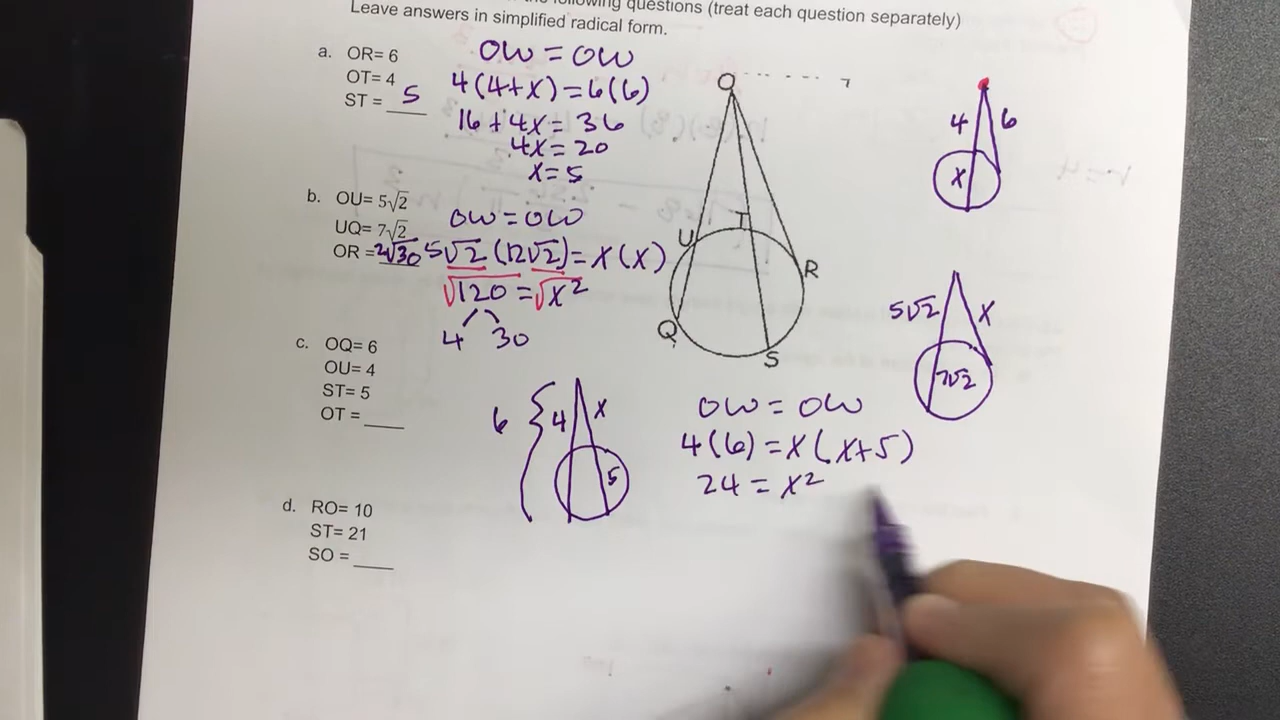 following questions (treat each question separately)
Leave answers in simplified radical form.
a. OR= 6
OT= 4
ST = 5
OW = OW
4(4+x)=6(6)
16+4x=36
4x=20
x=5
b. OU= 5√2
UQ= 7√2
OR = 2√30
OW = OW
5√2 (12√2)= x(x)
√120 = √x²
4 30
c. OQ= 6
OU= 4
ST= 5
OT = ____
6 4 x
5
OW = OW
4(6)=x(x+5)
24 = x²
d. RO= 10
ST= 21
SO = ____
O
T
U
R
Q
S
4 6
x
5√2 x
7√2